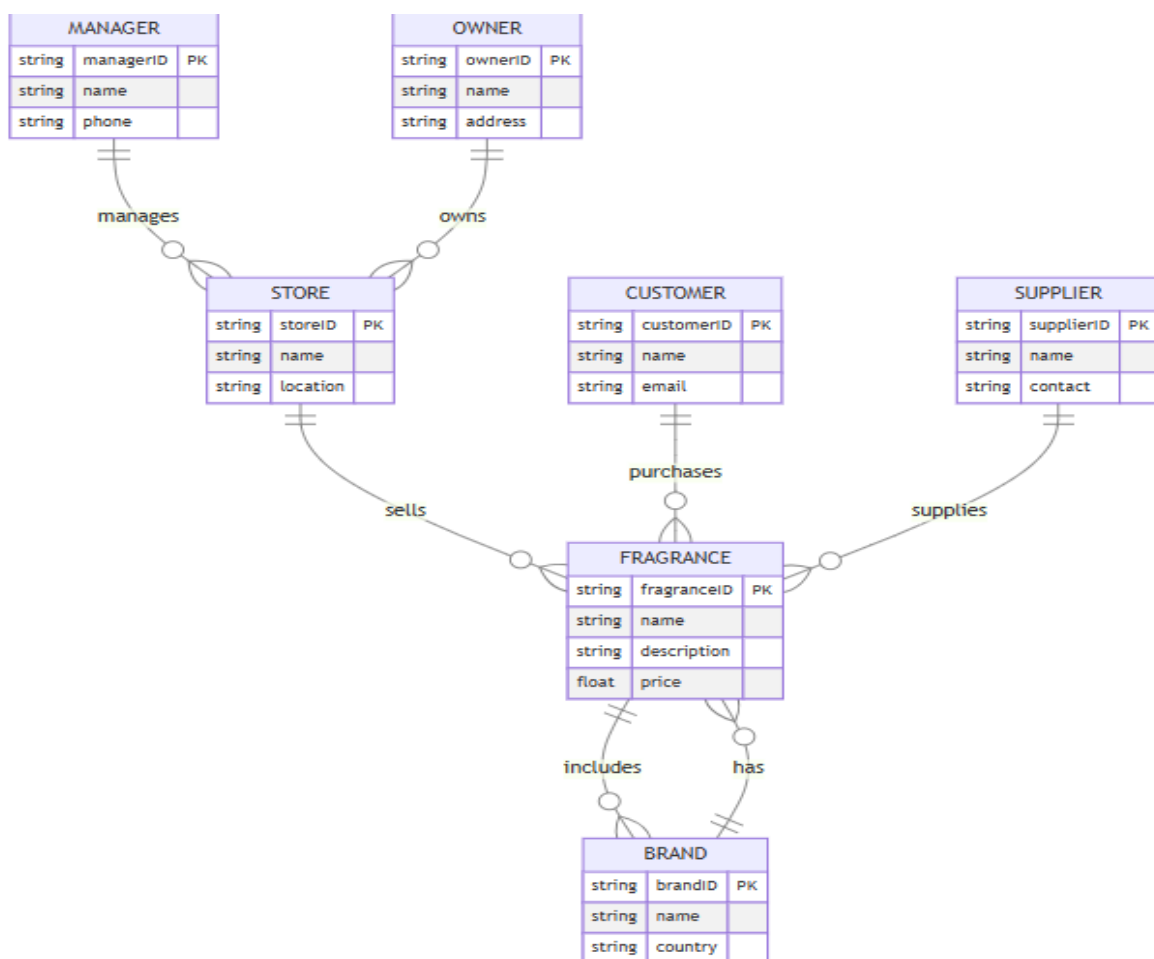 MANAGER
string managerID PK
string name
string phone
OWNER
string ownerID PK
string name
string address
manages
owns
STORE
string storeID PK
string name
string location
CUSTOMER
string customerID PK
string name
string email
SUPPLIER
string supplierID PK
string name
string contact
purchases
sells
supplies
FRAGRANCE
string fragranceID PK
string name
string description
float price
includes
has
BRAND
string brandID PK
string name
string country